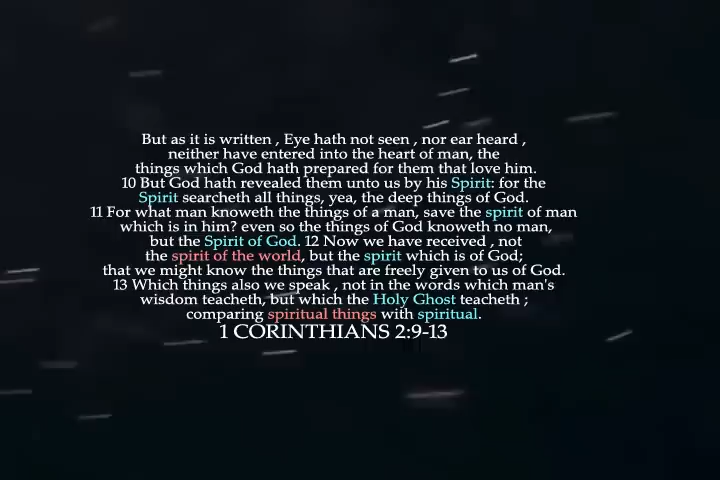 But as it is written , Eye hath not seen , nor ear heard ,
neither have entered into the heart of man, the
things which God hath prepared for them that love him.
10 But God hath revealed them unto us by his Spirit: for the
Spirit searcheth all things, yea, the deep things of God.
11 For what man knoweth the things of a man, save the spirit of man
which is in him? even so the things of God knoweth no man,
but the Spirit of God. 12 Now we have received , not
the spirit of the world, but the spirit which is of God;
that we might know the things that are freely given to us of God.
13 Which things also we speak , not in the words which man's
wisdom teacheth, but which the Holy Ghost teacheth ;
comparing spiritual things with spiritual.
1 CORINTHIANS 2:9-13